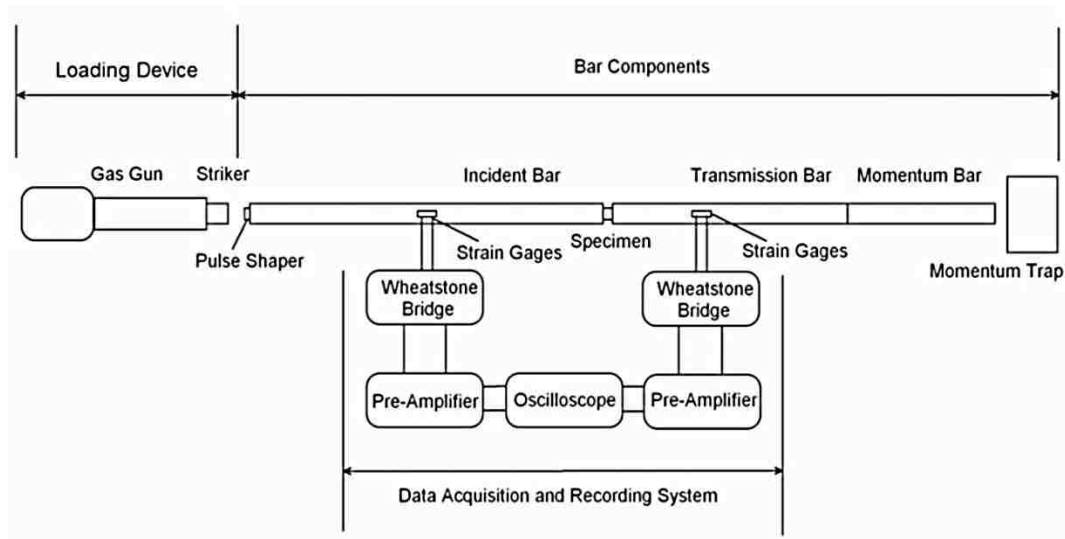 Loading Device
Bar Components
Gas Gun
Striker
Incident Bar
Transmission Bar
Momentum Bar
Pulse Shaper
Strain Gages
Specimen
Strain Gages
Momentum Trap
Wheatstone
Bridge
Wheatstone
Bridge
Pre-Amplifier
Oscilloscope
Pre-Amplifier
Data Acquisition and Recording System